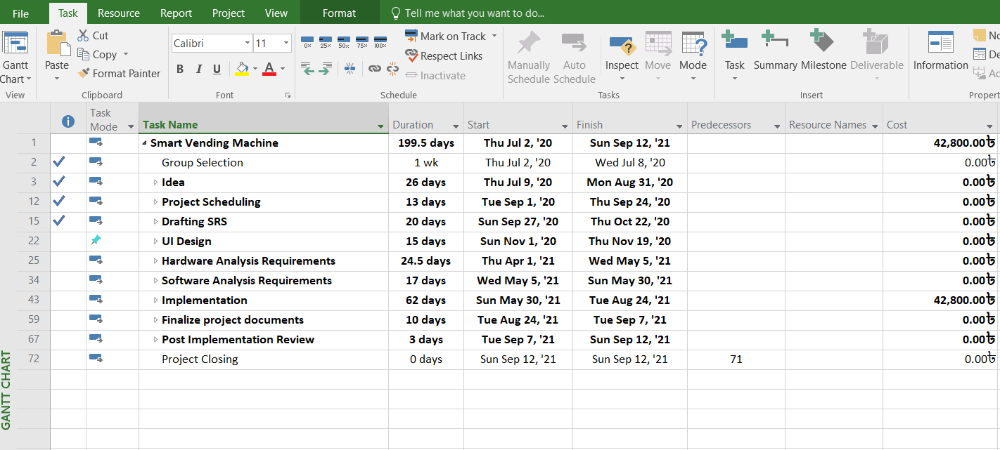 File Task Resource Report Project View Format Tell me what you want to do...
Gantt Chart
View
Paste
Cut
Copy
Format Painter
Clipboard
Calibri 11
B I U A
Font
0% 25% 50% 75% 100%
Mark on Track
Respect Links
Inactivate
Schedule
Manually Schedule
Auto Schedule
Inspect
Move
Mode
Tasks
Task
Summary
Milestone
Deliverable
Insert
Information
No
De
Ac
Propert
Task Mode Task Name Duration Start Finish Predecessors Resource Names Cost
1 Smart Vending Machine 199.5 days Thu Jul 2, '20 Sun Sep 12, '21 42,800.00৳
2 Group Selection 1 wk Thu Jul 2, '20 Wed Jul 8, '20 0.00৳
3 Idea 26 days Thu Jul 9, '20 Mon Aug 31, '20 0.00৳
12 Project Scheduling 13 days Tue Sep 1, '20 Thu Sep 24, '20 0.00৳
15 Drafting SRS 20 days Sun Sep 27, '20 Thu Oct 22, '20 0.00৳
22 UI Design 15 days Sun Nov 1, '20 Thu Nov 19, '20 0.00৳
25 Hardware Analysis Requirements 24.5 days Thu Apr 1, '21 Wed May 5, '21 0.00৳
34 Software Analysis Requirements 17 days Wed May 5, '21 Sun May 30, '21 0.00৳
43 Implementation 62 days Sun May 30, '21 Tue Aug 24, '21 42,800.00৳
59 Finalize project documents 10 days Tue Aug 24, '21 Tue Sep 7, '21 0.00৳
67 Post Implementation Review 3 days Tue Sep 7, '21 Sun Sep 12, '21 0.00৳
72 Project Closing 0 days Sun Sep 12, '21 Sun Sep 12, '21 71 0.00৳
GANTT CHART